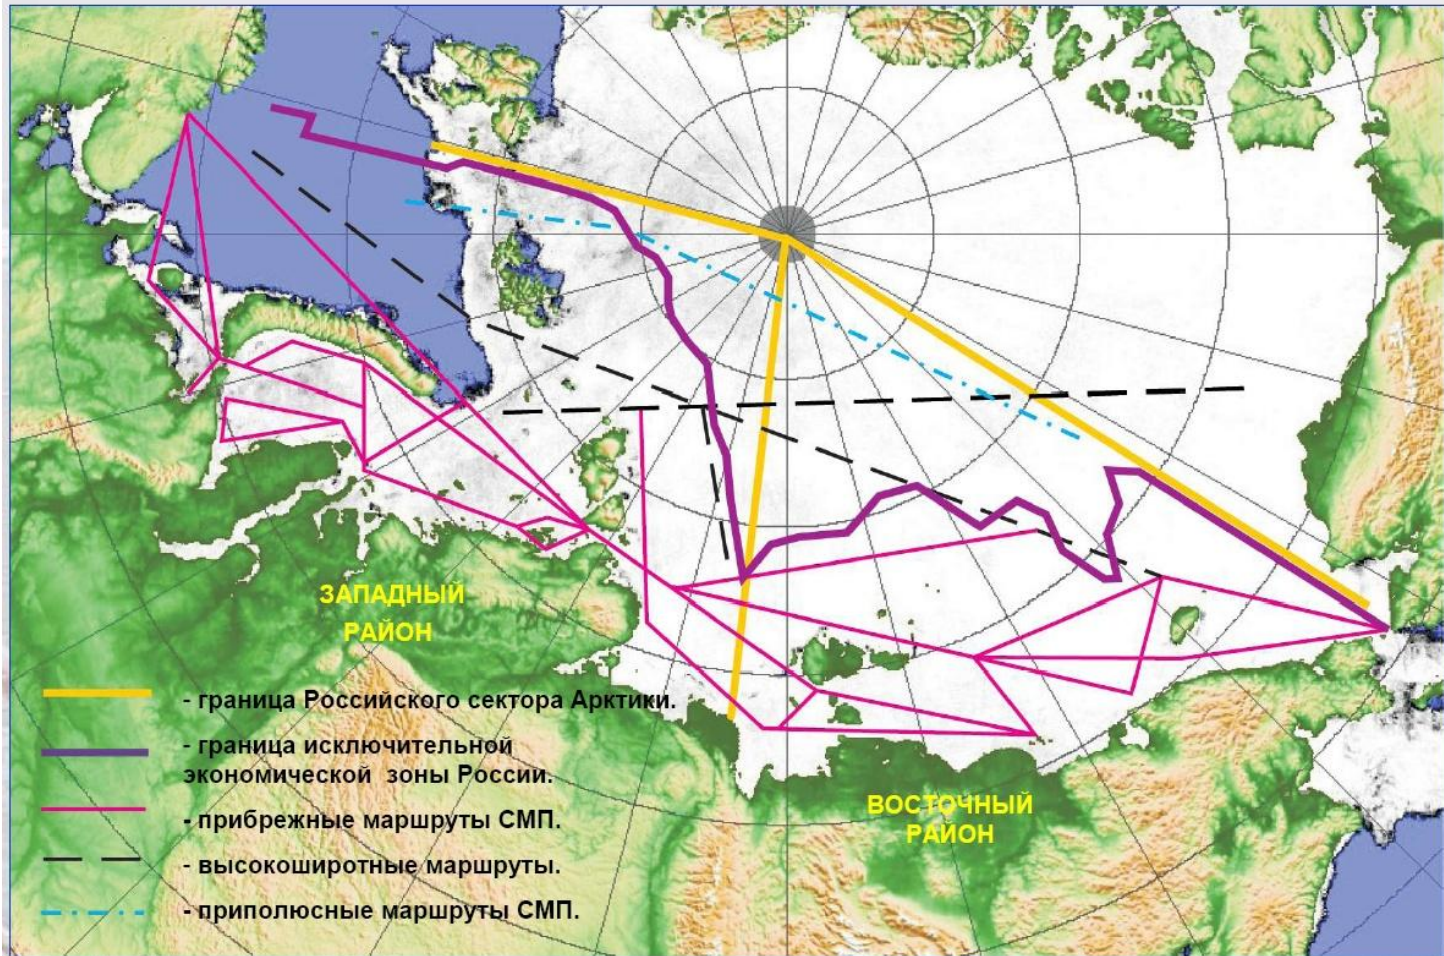 ЗАПАДНЫЙ
РАЙОН
- граница Российского сектора Арктики.
- граница исключительной
экономической зоны России.
- прибрежные маршруты СМП.
- высокоширотные маршруты.
- приполюсные маршруты СМП.
ВОСТОЧНЫЙ
РАЙОН